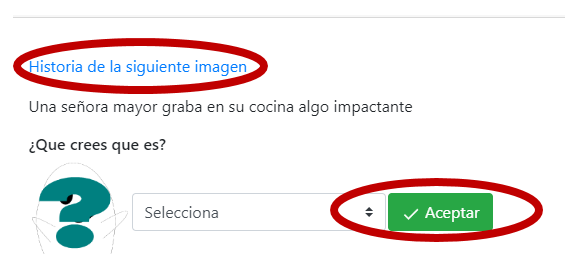 Historia de la siguiente imagen
Una señora mayor graba en su cocina algo impactante
¿Que crees que es?
?
Selecciona
Aceptar